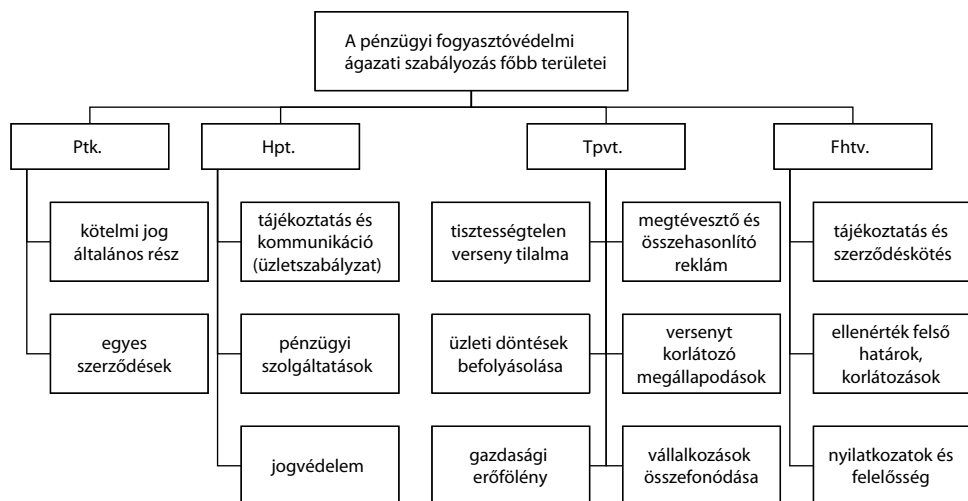 A pénzügyi fogyasztóvédelmi
ágazati szabályozás főbb területei
Ptk.
Hpt.
Tpvt.
Fhtv.
kötelmi jog
általános rész
tájékoztatás és
kommunikáció
(üzletszabályzat)
tisztességtelen
verseny tilalma
megtévesztő és
összehasonlító
reklám
tájékoztatás és
szerződéskötés
egyes
szerződések
pénzügyi
szolgáltatások
üzleti döntések
befolyásolása
versenyt
korlátozó
megállapodások
ellenérték felső
határok,
korlátozások
jogvédelem
gazdasági
erőfölény
vállalkozások
összefonódása
nyilatkozatok és
felelősség